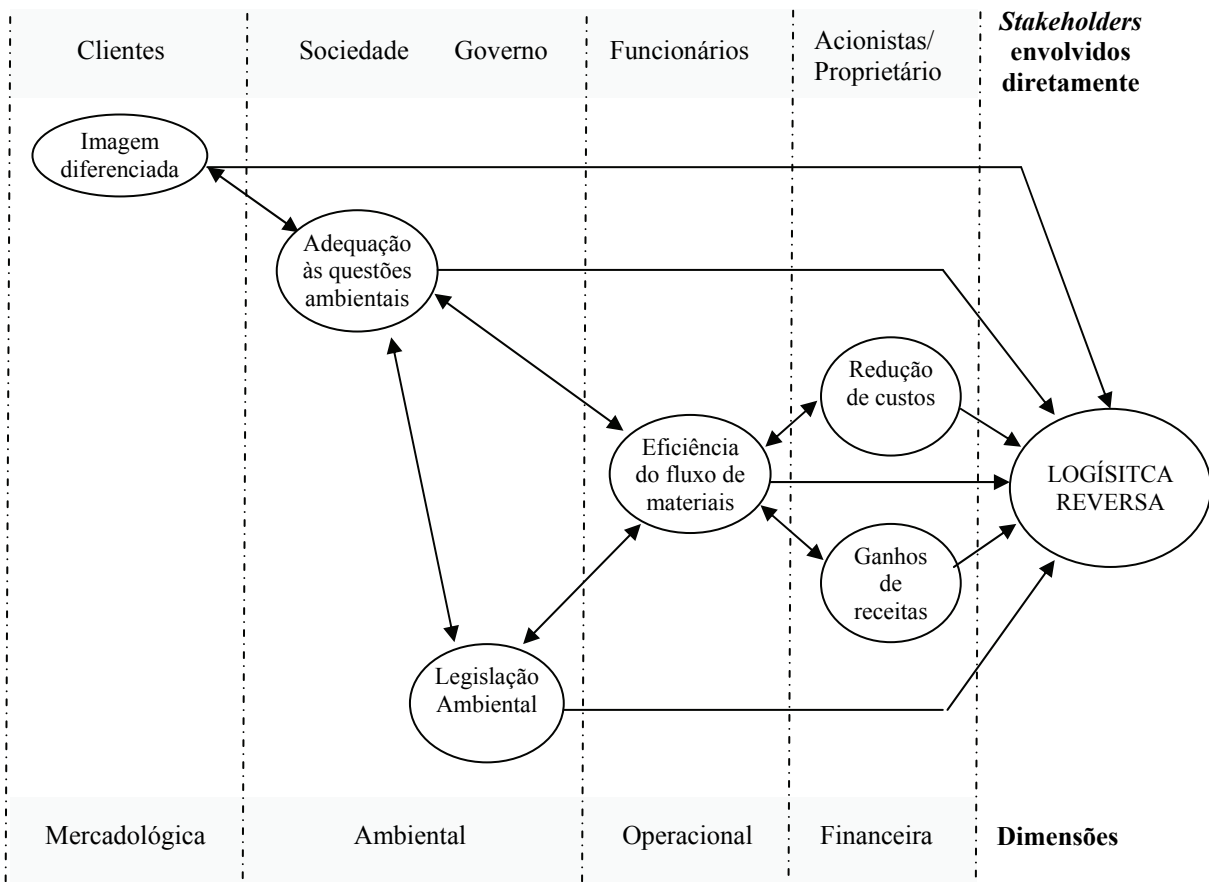 Clientes
Sociedade
Governo
Funcionários
Acionistas/
Proprietário
Stakeholders
envolvidos
diretamente
Imagem
diferenciada
Adequação
às questões
ambientais
Redução
de custos
Eficiência
do fluxo de
materiais
LOGÍSITCA
REVERSA
Ganhos
de
receitas
Legislação
Ambiental
Mercadológica
Ambiental
Operacional
Financeira
Dimensões